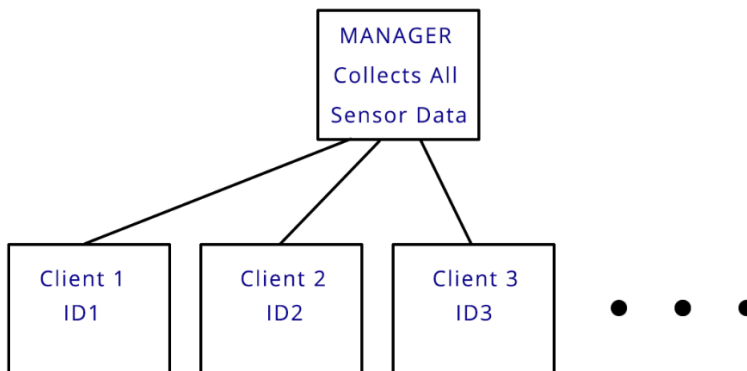 MANAGER
Collects All
Sensor Data
Client 1
ID1
Client 2
ID2
Client 3
ID3